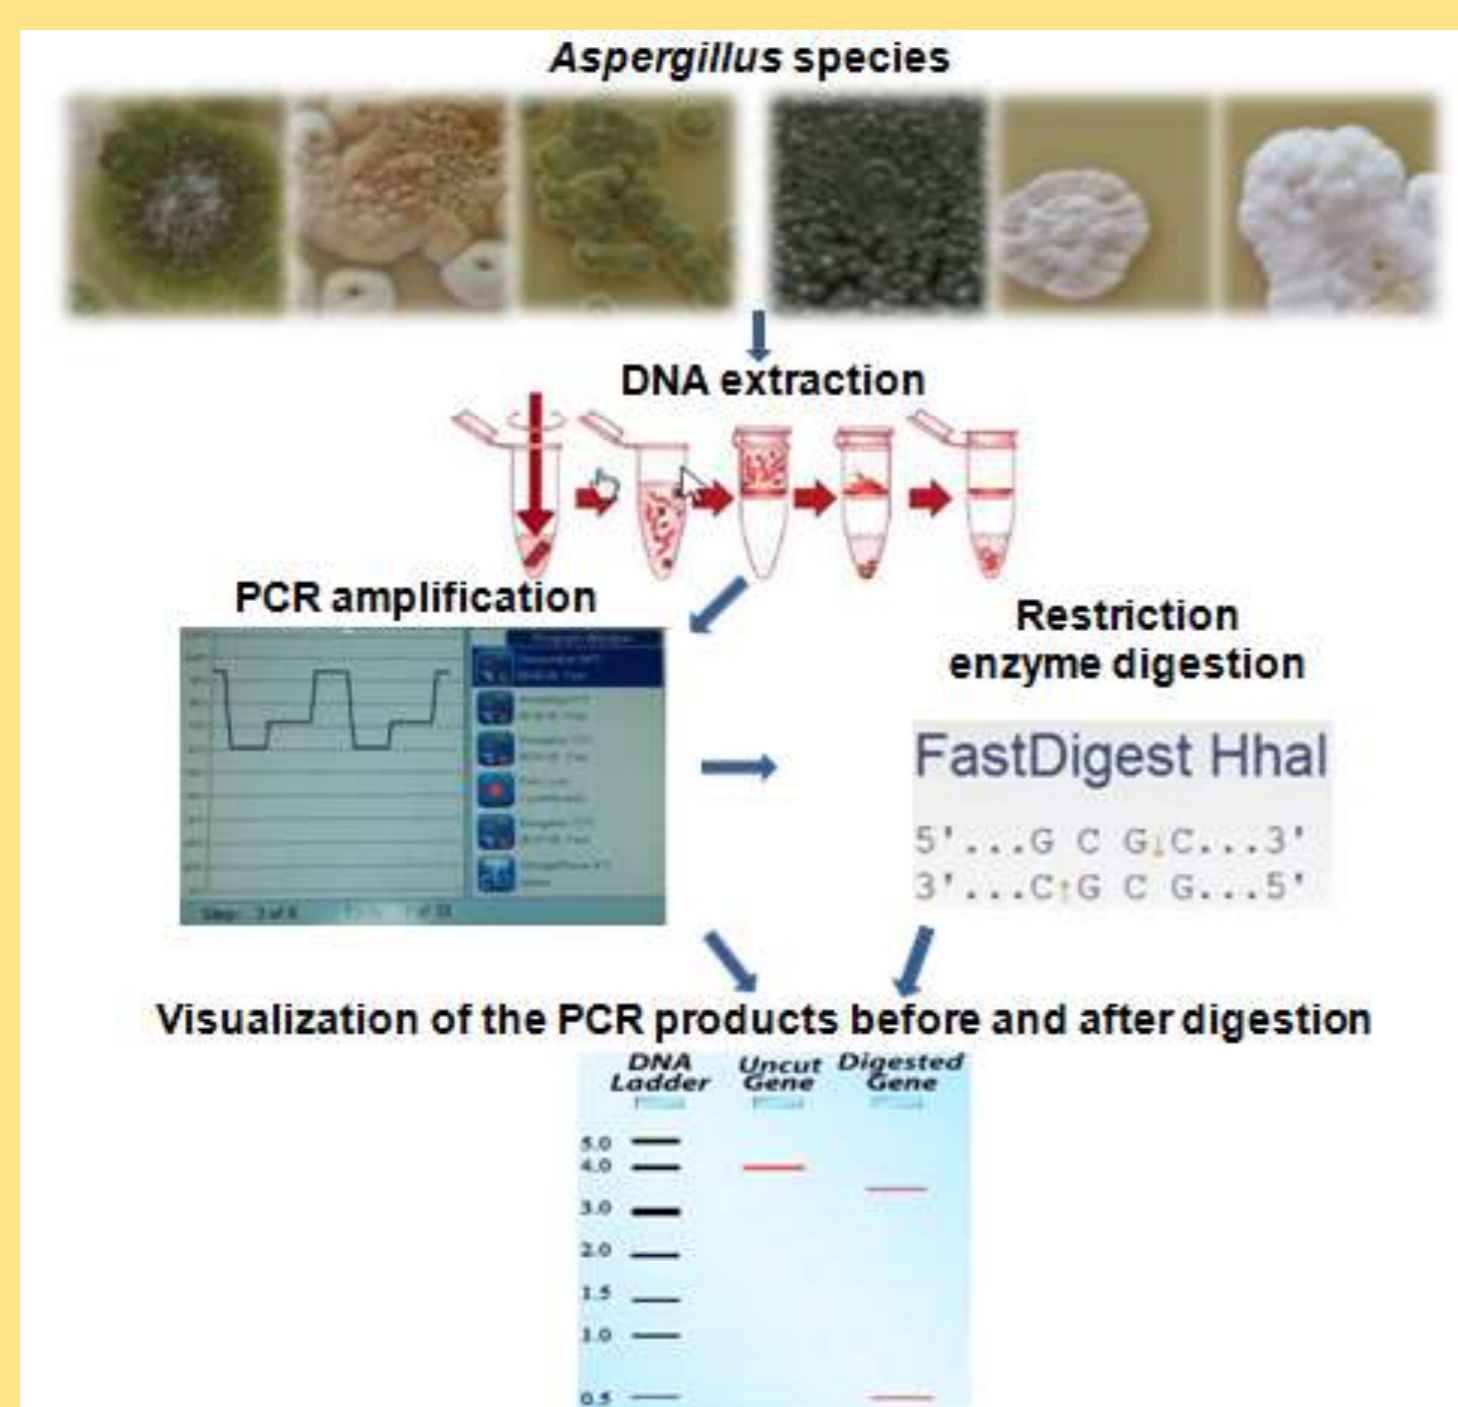 Aspergillus species
DNA extraction
PCR amplification
Restriction
enzyme digestion
FastDigest HhaI
5'...G C G↓C...3'
3'...C↑G C G...5'
Visualization of the PCR products before and after digestion
DNA Ladder
Uncut Gene
Digested Gene
5.0
4.0
3.0
2.0
1.5
1.0
0.5